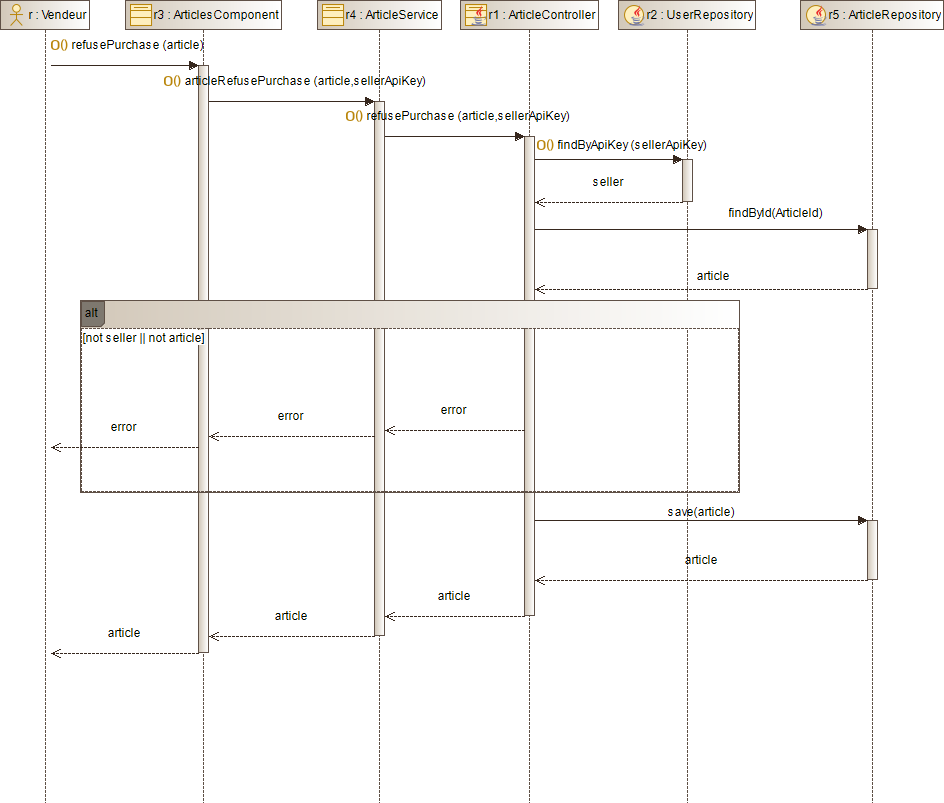 r : Vendeur
r3 : ArticlesComponent
r4 : ArticleService
r1 : ArticleController
r2 : UserRepository
r5 : ArticleRepository
O() refusePurchase (article)
O() articleRefusePurchase (article,sellerApiKey)
O() refusePurchase (article,sellerApiKey)
O() findByApiKey (sellerApiKey)
seller
findById(ArticleId)
article
alt
[not seller || not article]
error
error
error
save(article)
article
article
article
article